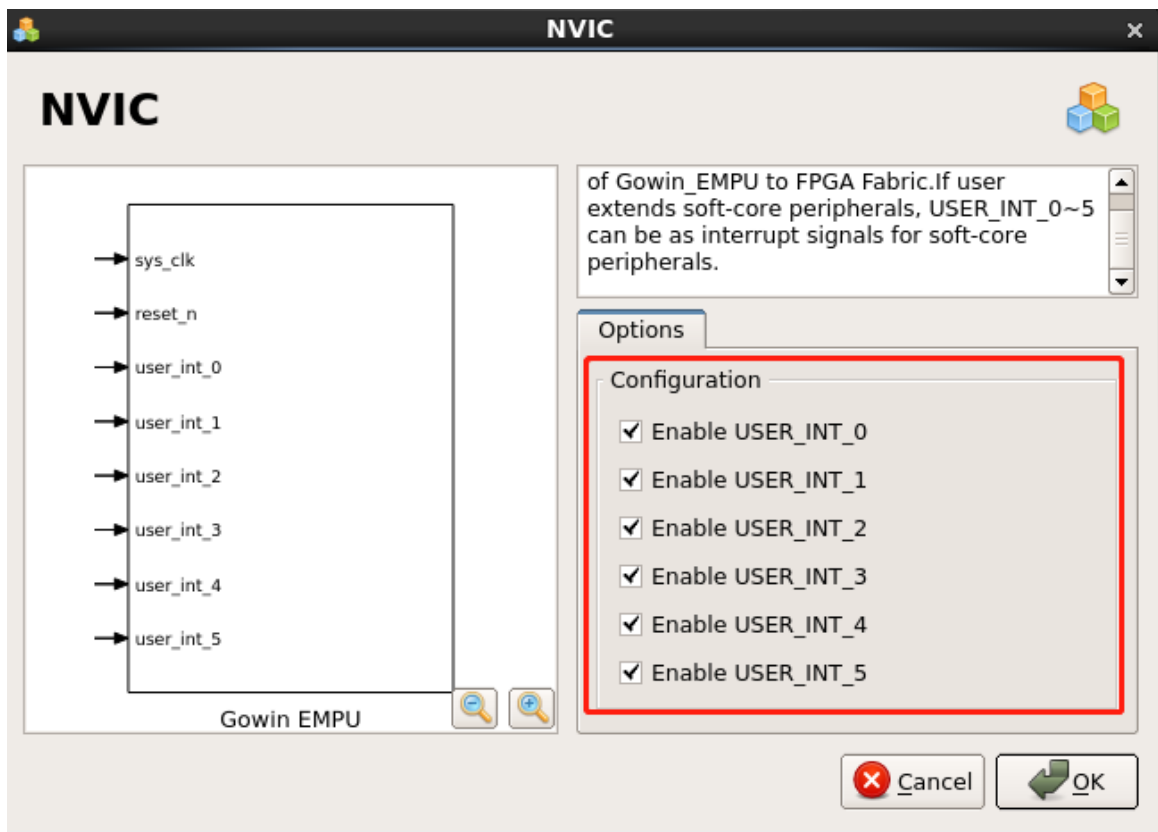 NVIC
NVIC
sys_clk
reset_n
user_int_0
user_int_1
user_int_2
user_int_3
user_int_4
user_int_5
Gowin EMPU
of Gowin_EMPU to FPGA Fabric.If user
extends soft-core peripherals, USER_INT_0~5
can be as interrupt signals for soft-core
peripherals.
Options
Configuration
Enable USER_INT_0
Enable USER_INT_1
Enable USER_INT_2
Enable USER_INT_3
Enable USER_INT_4
Enable USER_INT_5
Cancel
OK